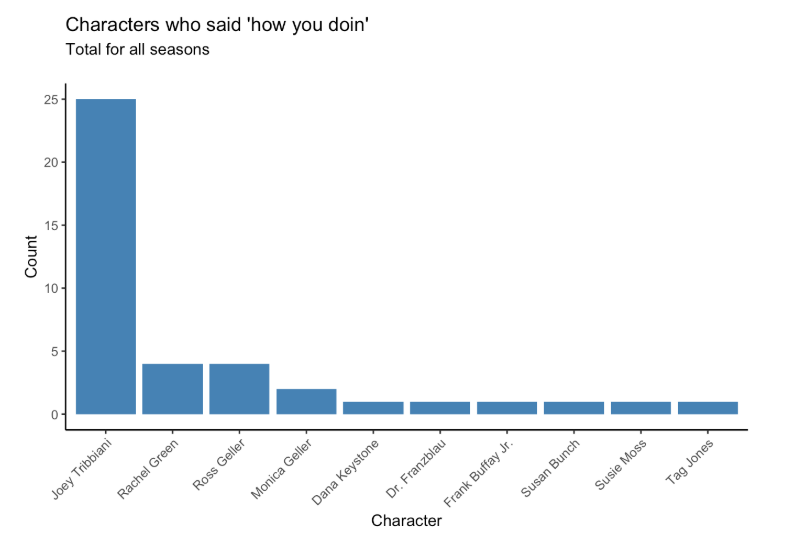 Characters who said 'how you doin'
Total for all seasons
25
20
15
10
5
0
Count
Joey Tribbiani
Rachel Green
Ross Geller
Monica Geller
Dana Keystone
Dr. Franzblau
Frank Buffay Jr.
Susan Bunch
Susie Moss
Tag Jones
Character